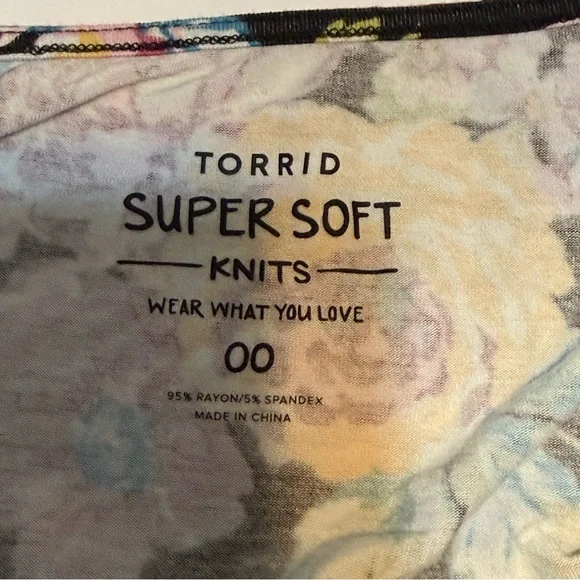 TORRID
SUPER SOFT
KNITS
WEAR WHAT YOU LOVE
00
95% RAYON/5% SPANDEX
MADE IN CHINA